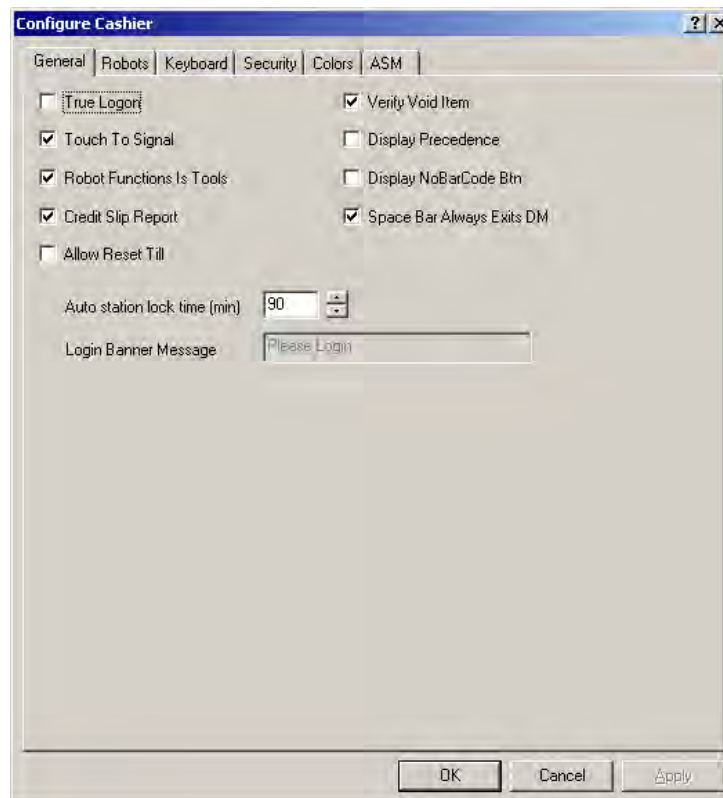 Configure Cashier
General Robots Keyboard Security Colors ASM
True Logon
Verify Void Item
Touch To Signal
Display Precedence
Robot Functions Is Tools
Display NoBarCode Btn
Credit Slip Report
Space Bar Always Exits DM
Allow Reset Till
Auto station lock time (min) 90
Login Banner Message Please Login
OK Cancel Apply